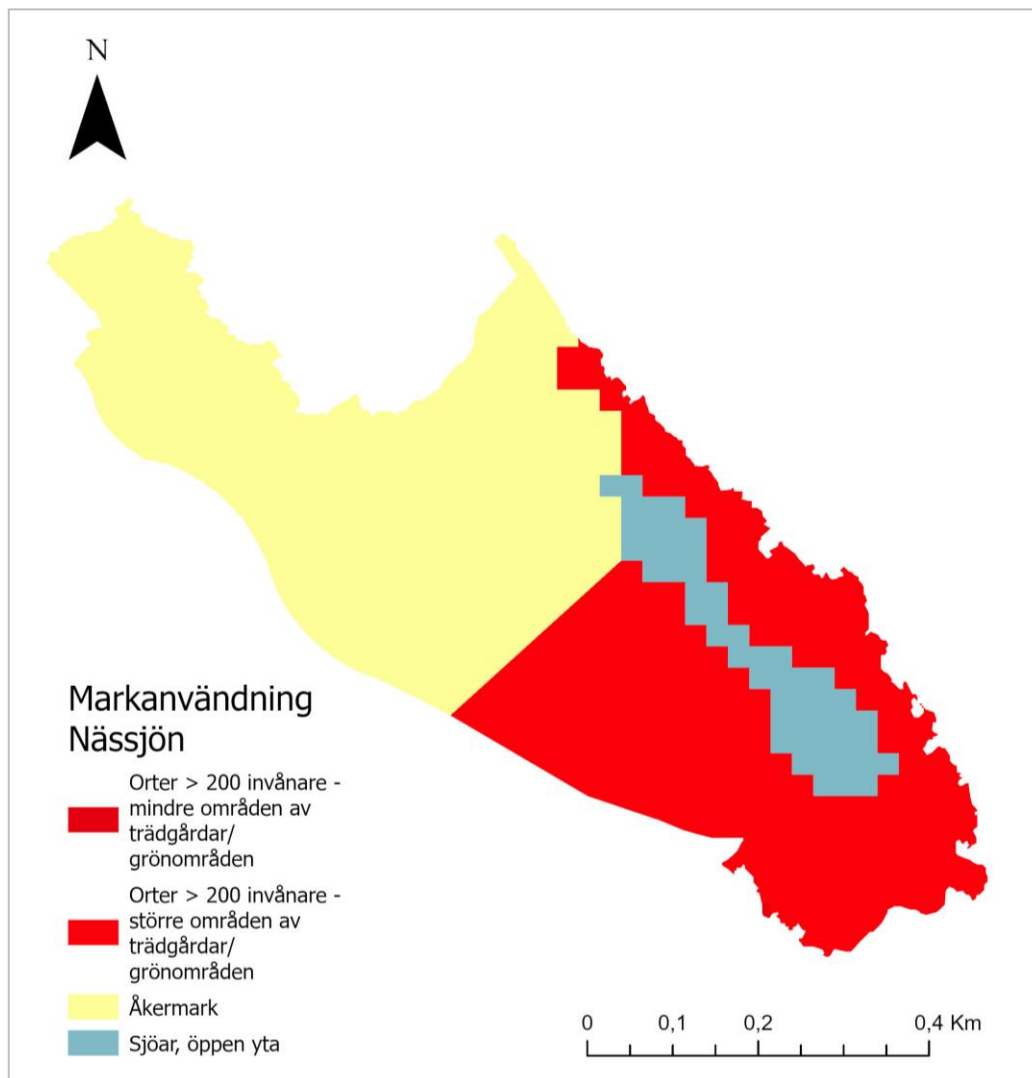 N
Markanvändning
Nässjön
Orter > 200 invånare -
mindre områden av
trädgårdar/
grönområden
Orter > 200 invånare -
större områden av
trädgårdar/
grönområden
Åkermark
Sjöar, öppen yta
0 0,1 0,2 0,4 Km